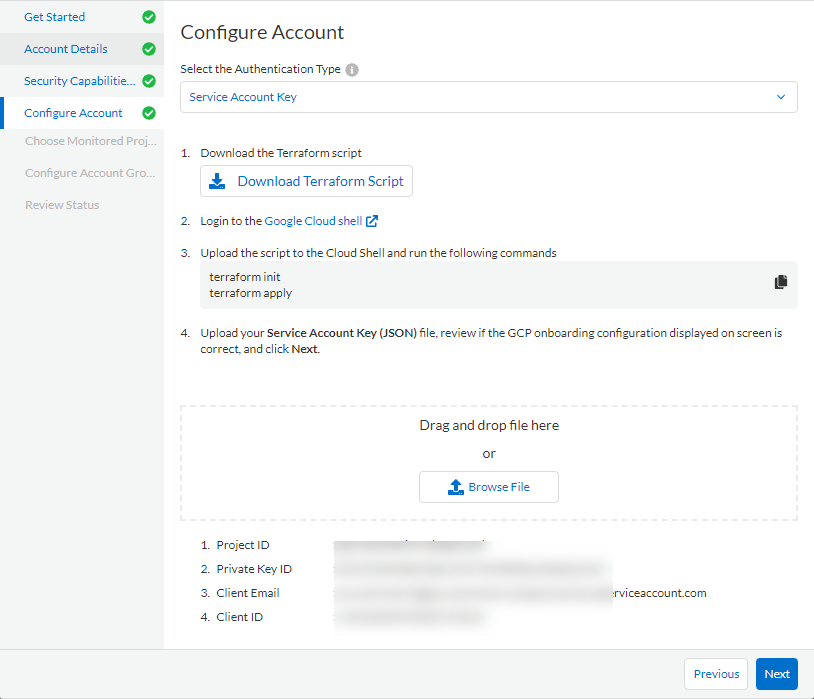 Get Started
Account Details
Security Capabilitie...
Configure Account
Choose Monitored Proj...
Configure Account Gro...
Review Status
Configure Account
Select the Authentication Type
Service Account Key
1. Download the Terraform script
Download Terraform Script
2. Login to the Google Cloud shell
3. Upload the script to the Cloud Shell and run the following commands
terraform init
terraform apply
4. Upload your Service Account Key (JSON) file, review if the GCP onboarding configuration displayed on screen is
correct, and click Next.
Drag and drop file here
or
Browse File
1. Project ID
2. Private Key ID
3. Client Email erviceaccount.com
4. Client ID
Previous
Next